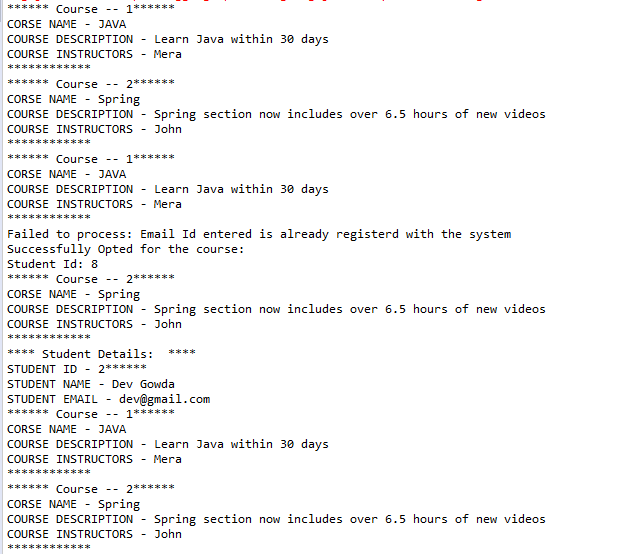 ****** Course -- 1******
CORSE NAME - JAVA
COURSE DESCRIPTION - Learn Java within 30 days
COURSE INSTRUCTORS - Mera
************
****** Course -- 2******
CORSE NAME - Spring
COURSE DESCRIPTION - Spring section now includes over 6.5 hours of new videos
COURSE INSTRUCTORS - John
************
****** Course -- 1******
CORSE NAME - JAVA
COURSE DESCRIPTION - Learn Java within 30 days
COURSE INSTRUCTORS - Mera
************
Failed to process: Email Id entered is already registerd with the system
Successfully Opted for the course:
Student Id: 8
****** Course -- 2******
CORSE NAME - Spring
COURSE DESCRIPTION - Spring section now includes over 6.5 hours of new videos
COURSE INSTRUCTORS - John
************
**** Student Details:  ****
STUDENT ID - 2******
STUDENT NAME - Dev Gowda
STUDENT EMAIL - dev@gmail.com
****** Course -- 1******
CORSE NAME - JAVA
COURSE DESCRIPTION - Learn Java within 30 days
COURSE INSTRUCTORS - Mera
************
****** Course -- 2******
CORSE NAME - Spring
COURSE DESCRIPTION - Spring section now includes over 6.5 hours of new videos
COURSE INSTRUCTORS - John
************